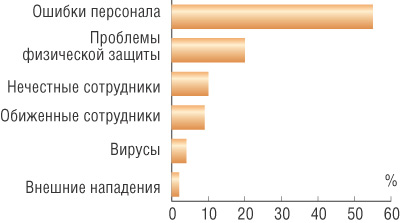 Ошибки персонала
Проблемы
физической защиты
Нечестные сотрудники
Обиженные сотрудники
Вирусы
Внешние нападения
%
0 10 20 30 40 50 60